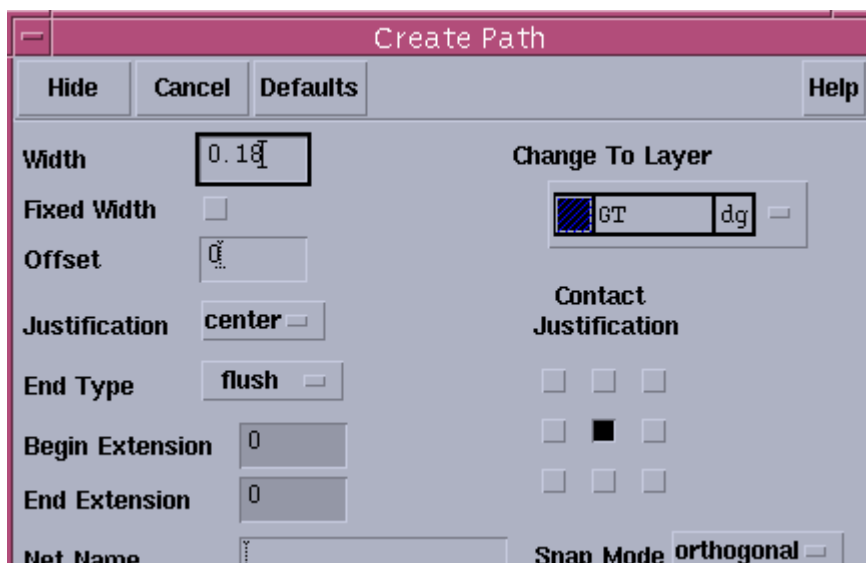 Create Path
Hide Cancel Defaults Help
Width 0.18 Change To Layer
Fixed Width GT dg
Offset 0
Contact
Justification center Justification
End Type flush
Begin Extension 0
End Extension 0
Net Name Snap Mode orthogonal